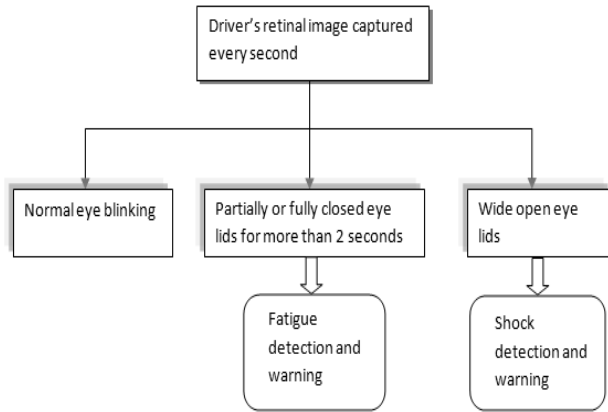 Driver's retinal image captured
every second
Normal eye blinking
Partially or fully closed eye
lids for more than 2 seconds
Wide open eye
lids
Fatigue
detection and
warning
Shock
detection and
warning